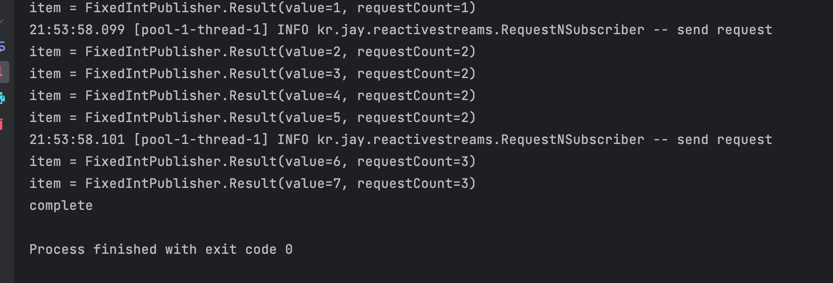 item = FixedIntPublisher.Result(value=1, requestCount=1)
21:53:58.099 [pool-1-thread-1] INFO kr.jay.reactivestreams.RequestNSubscriber -- send request
item = FixedIntPublisher.Result(value=2, requestCount=2)
item = FixedIntPublisher.Result(value=3, requestCount=2)
item = FixedIntPublisher.Result(value=4, requestCount=2)
item = FixedIntPublisher.Result(value=5, requestCount=2)
21:53:58.101 [pool-1-thread-1] INFO kr.jay.reactivestreams.RequestNSubscriber -- send request
item = FixedIntPublisher.Result(value=6, requestCount=3)
item = FixedIntPublisher.Result(value=7, requestCount=3)
complete
Process finished with exit code 0